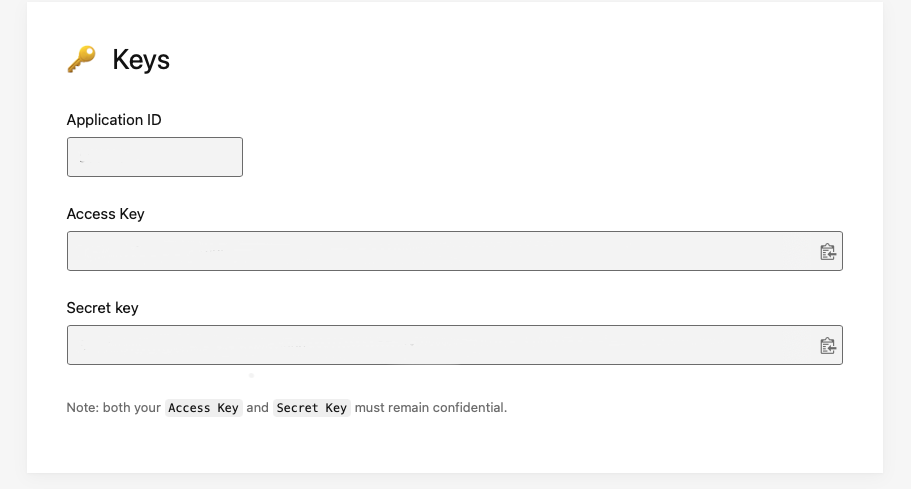 Keys
Application ID
Access Key
Secret key
Note: both your Access Key and Secret Key must remain confidential.